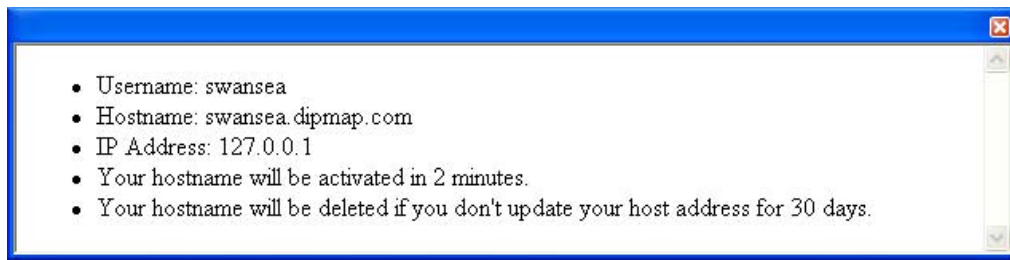 Username: swansea
Hostname: swansea.dipmap.com
IP Address: 127.0.0.1
Your hostname will be activated in 2 minutes.
Your hostname will be deleted if you don't update your host address for 30 days.